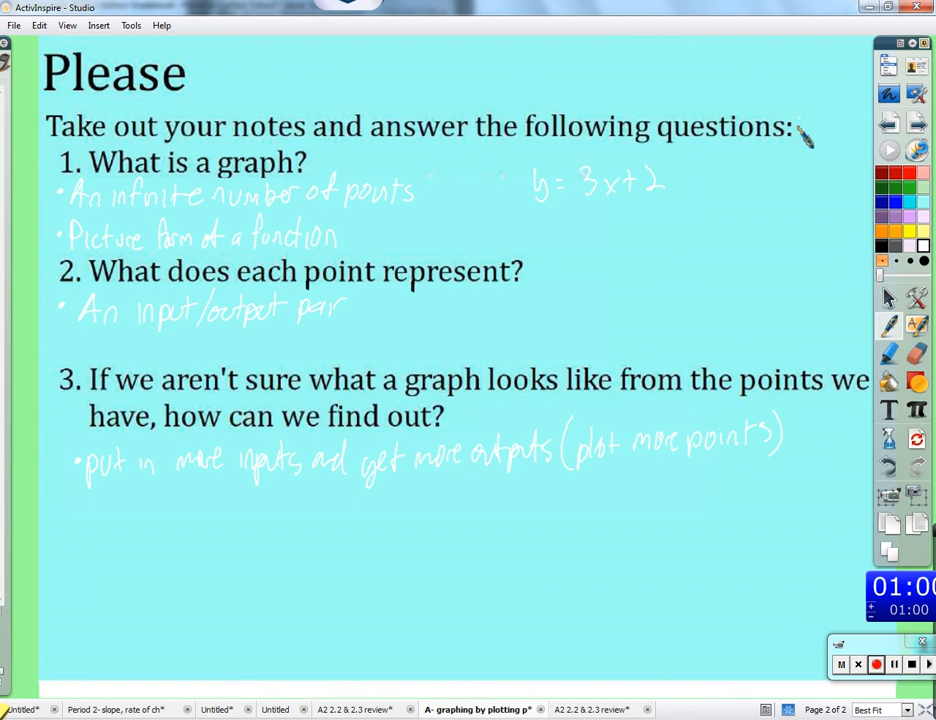 ActivInspire - Studio
File Edit View Insert Tools Help
Please
Take out your notes and answer the following questions:
1. What is a graph?
• An infinite number of points
y = 3x+2
• Picture form of a function
2. What does each point represent?
• An input/output pair
3. If we aren't sure what a graph looks like from the points we
have, how can we find out?
• put in more inputs and get more outputs (plot more points)
01:00
01:00
M
Untitled* Period 2- slope, rate of ch* Untitled* Untitled A2 2.2 & 2.3 review* A- graphing by plotting p* A2 2.2 & 2.3 review* Page 2 of 2 Best Fit